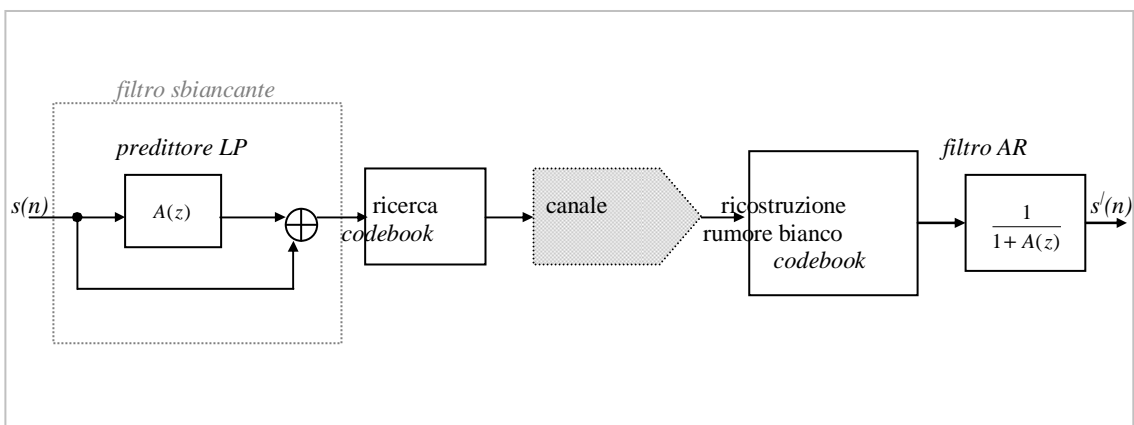 filtro sbiancante
predittore LP
filtro AR
s(n)
A(z)
ricerca
codebook
canale
ricostruzione
rumore bianco
codebook
1
1 + A(z)
s/(n)